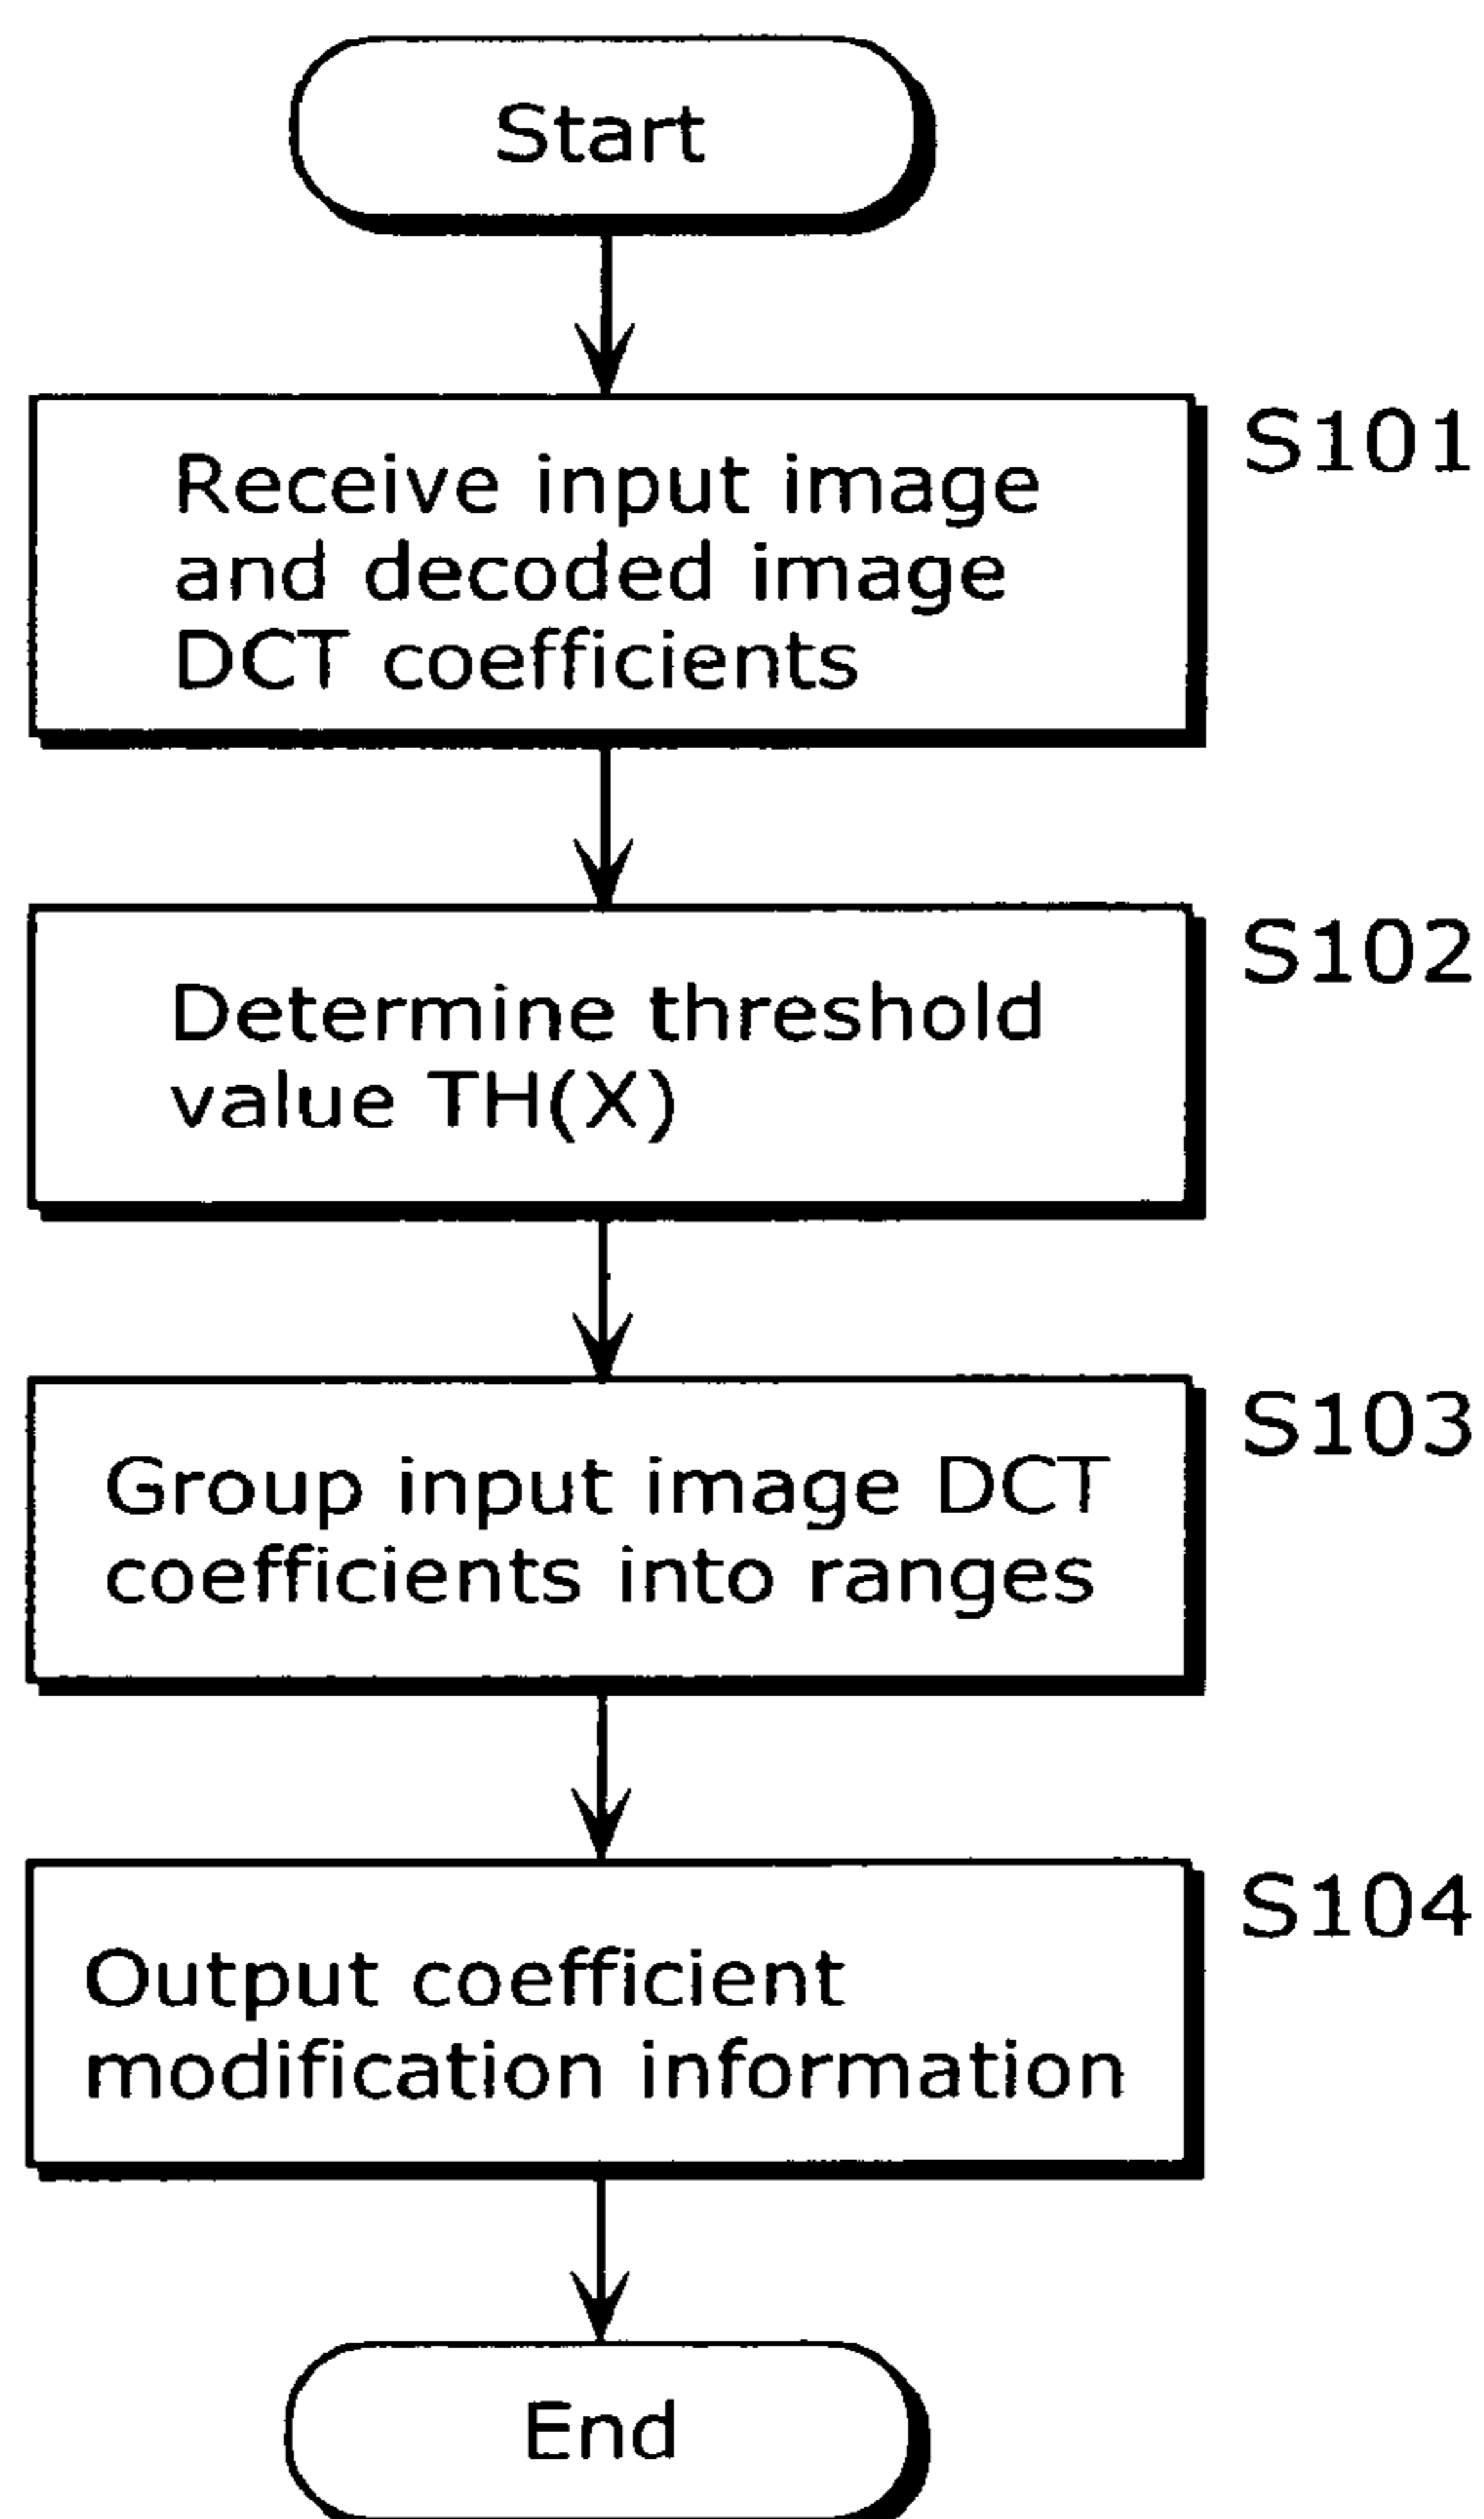 Start
S101
Receive input image
and decoded image
DCT coefficients
S102
Determine threshold
value TH(X)
S103
Group input image DCT
coefficients into ranges
S104
Output coefficient
modification information
End